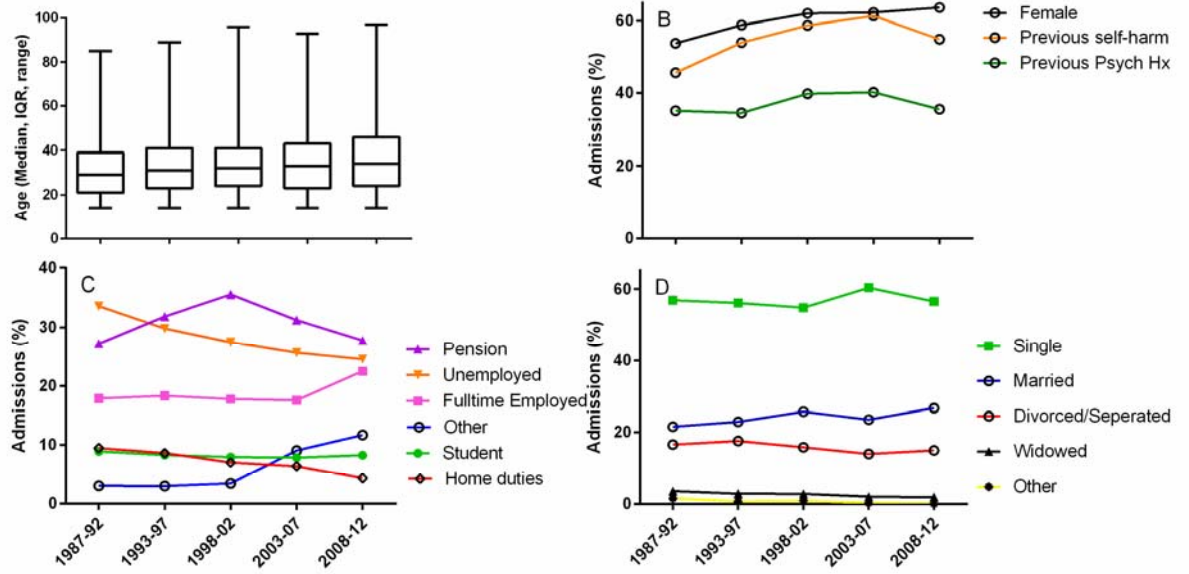 Age (Median, IQR, range)
100
80
60
40
20
0
B
Admissions (%)
60
40
20
0
Female
Previous self-harm
Previous Psych Hx
C
Admissions (%)
40
30
20
10
0
1987-92
1993-97
1998-02
2003-07
2008-12
Pension
Unemployed
Fulltime Employed
Other
Student
Home duties
D
Admissions (%)
60
40
20
0
1987-92
1993-97
1998-02
2003-07
2008-12
Single
Married
Divorced/Seperated
Widowed
Other